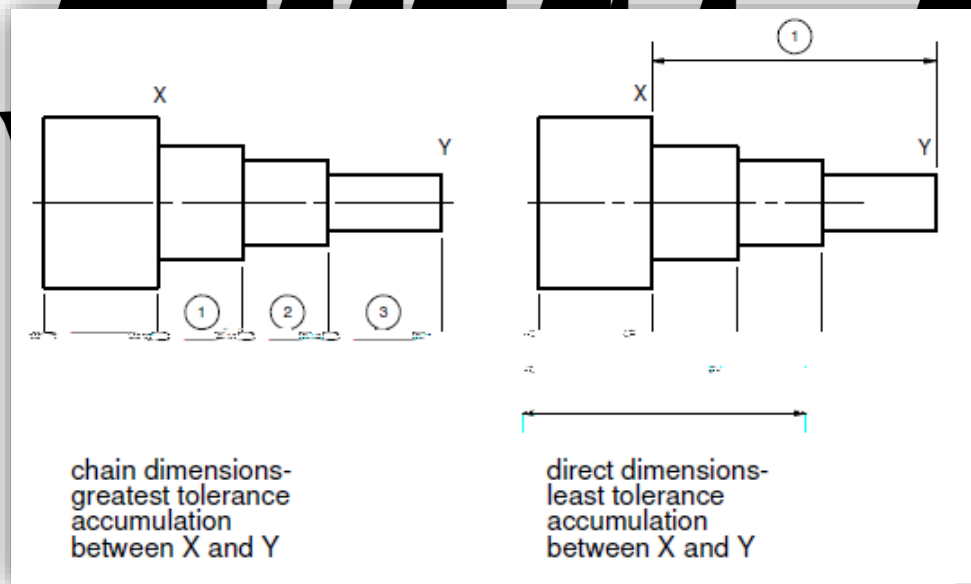 1
X
X
Y
Y
1
2
3
chain dimensions-
greatest tolerance
accumulation
between X and Y
direct dimensions-
least tolerance
accumulation
between X and Y